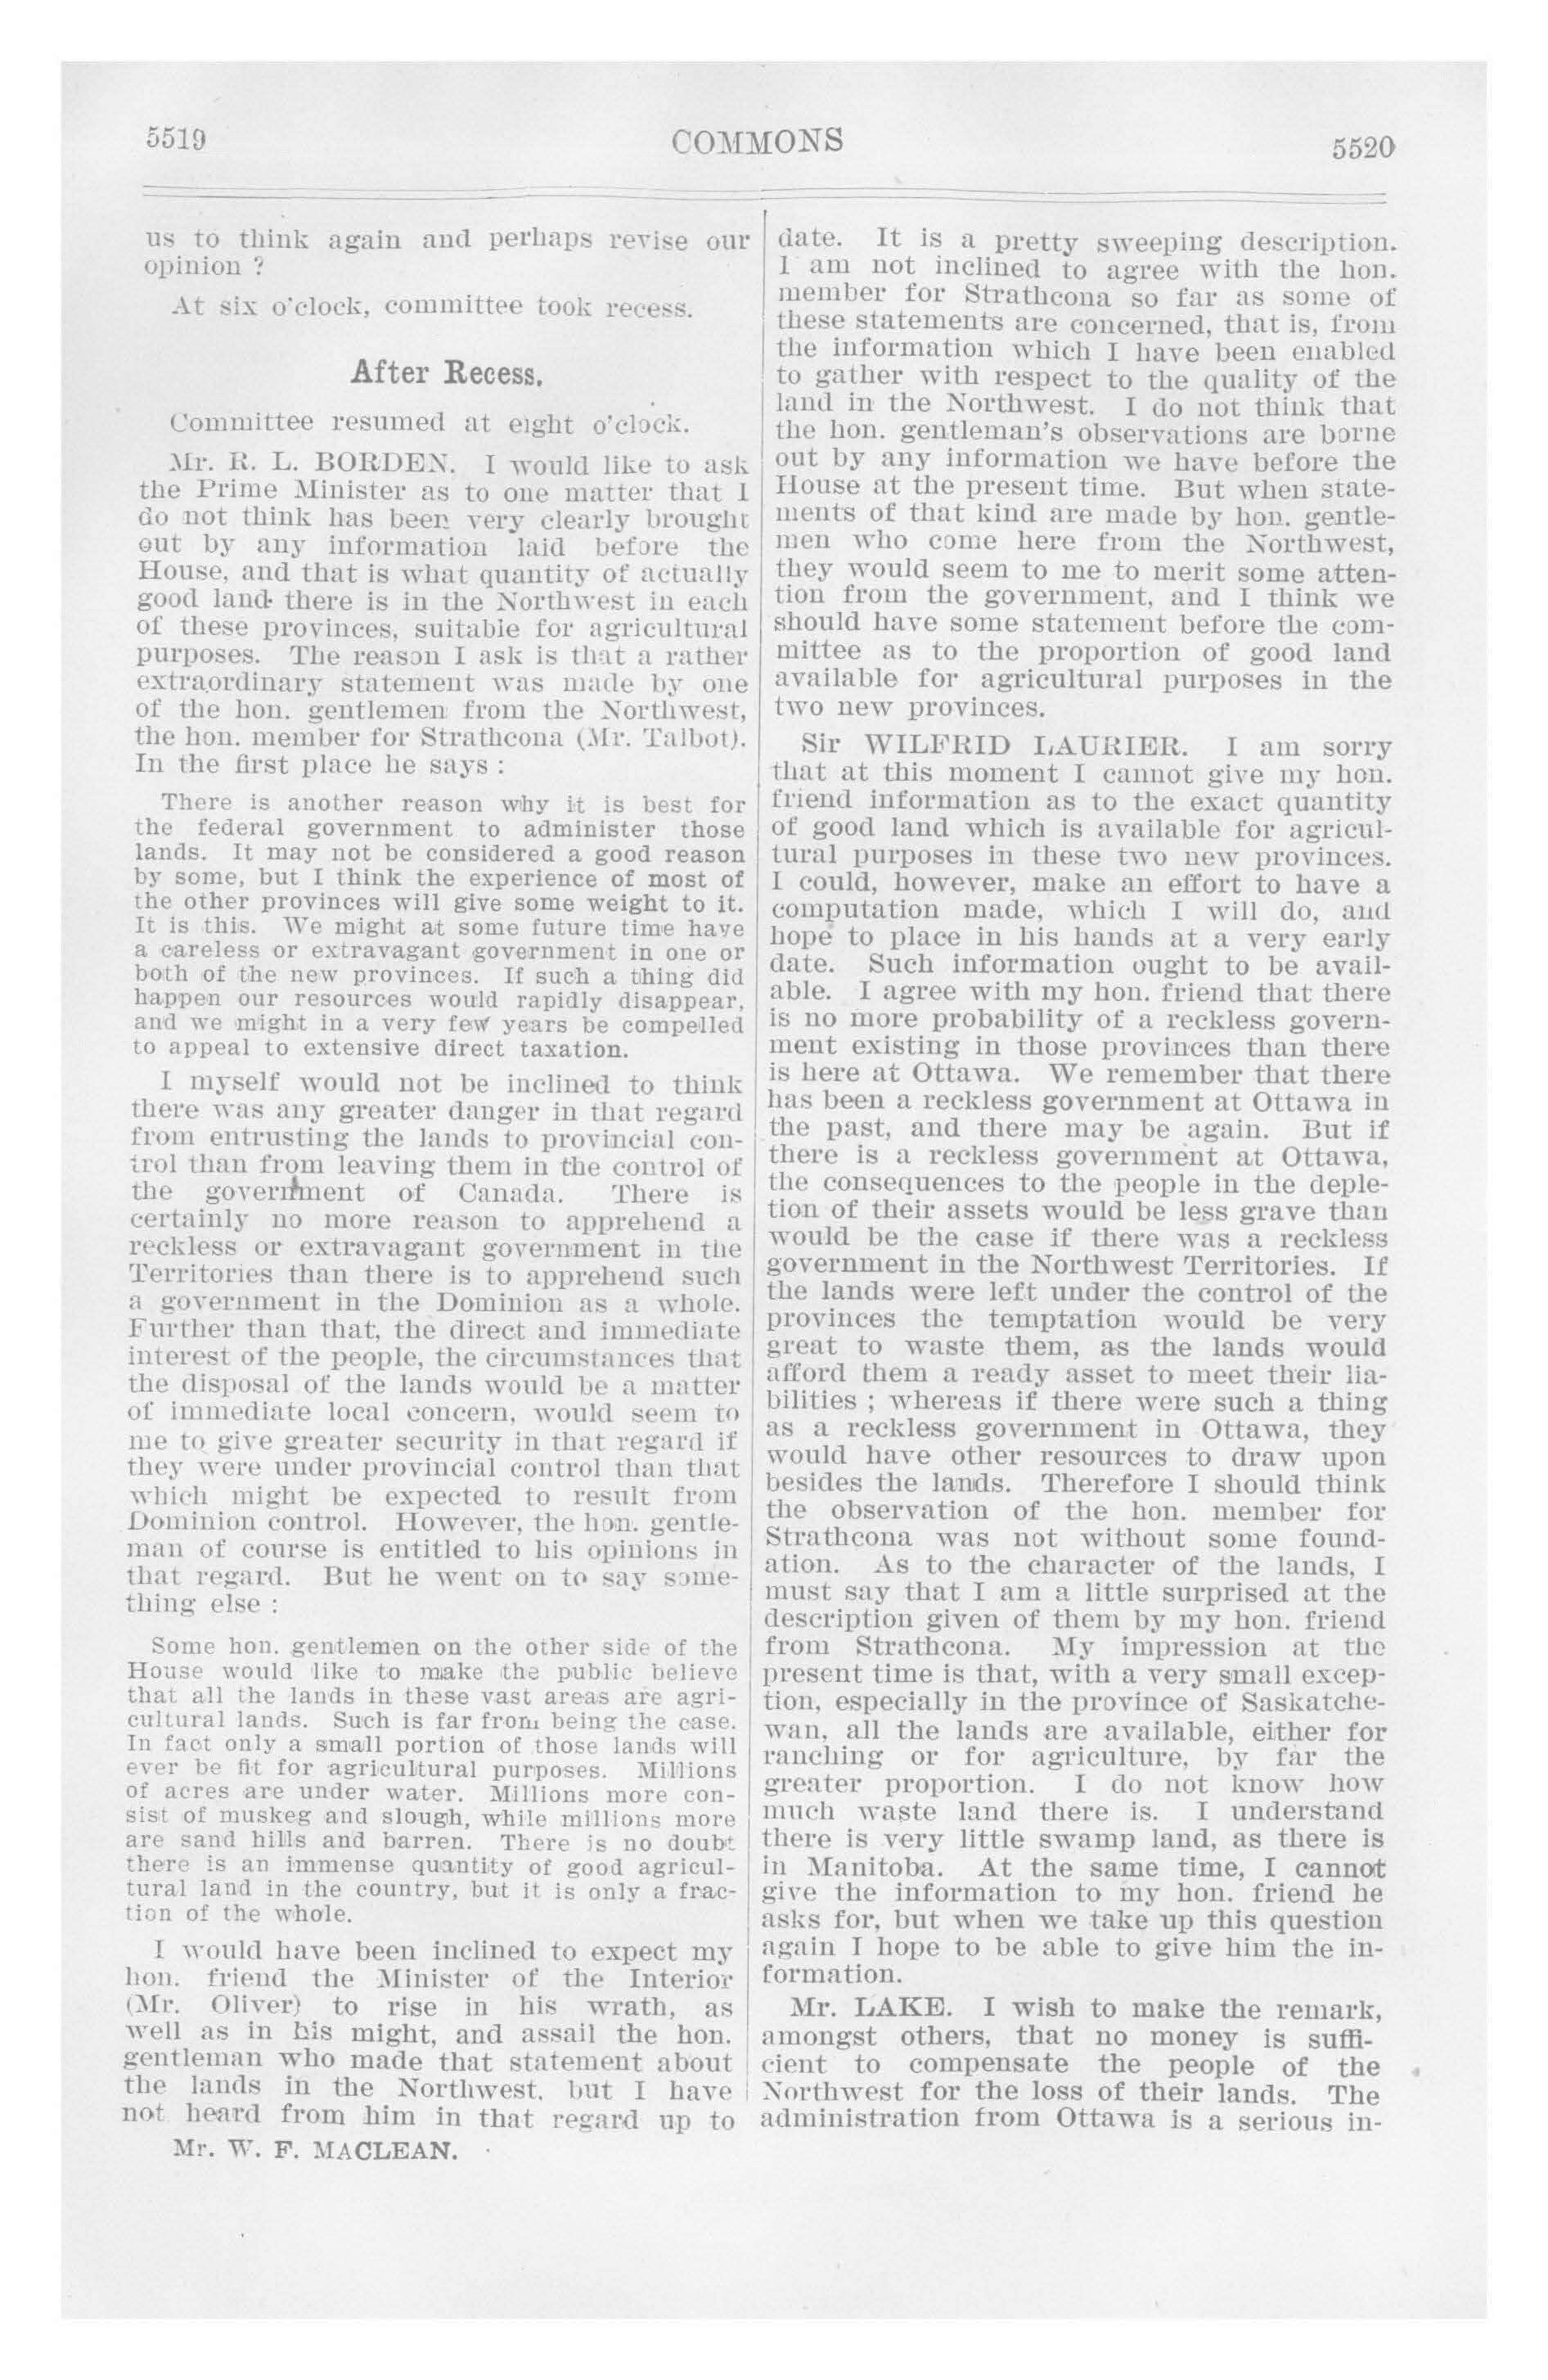 5519
COMMONS
5520
us to think again and perhaps revise our
opinion ?
At six o'clock, committee took recess.
After Recess.
Committee resumed at eight o'clock.
Mr. R. L. BORDEN. I would like to ask
the Prime Minister as to one matter that I
do not think has been very clearly brought
out by any information laid before the
House, and that is what quantity of actually
good land there is in the Northwest in each
of these provinces, suitable for agricultural
purposes. The reason I ask is that a rather
extraordinary statement was made by one
of the hon. gentlemen from the Northwest,
the hon. member for Strathcona (Mr. Talbot).
In the first place he says :
There is another reason why it is best for
the federal government to administer those
lands. It may not be considered a good reason
by some, but I think the experience of most of
the other provinces will give some weight to it.
It is this. We might at some future time have
a careless or extravagant government in one or
both of the new provinces. If such a thing did
happen our resources would rapidly disappear,
and we might in a very few years be compelled
to appeal to extensive direct taxation.
I myself would not be inclined to think
there was any greater danger in that regard
from entrusting the lands to provincial con-
trol than from leaving them in the control of
the government of Canada. There is
certainly no more reason to apprehend a
reckless or extravagant government in the
Territories than there is to apprehend such
a government in the Dominion as a whole.
Further than that, the direct and immediate
interest of the people, the circumstances that
the disposal of the lands would be a matter
of immediate local concern, would seem to
me to give greater security in that regard if
they were under provincial control than that
which might be expected to result from
Dominion control. However, the hon. gentle-
man of course is entitled to his opinions in
that regard. But he went on to say some-
thing else :
Some hon. gentlemen on the other side of the
House would like to make the public believe
that all the lands in these vast areas are agri-
cultural lands. Such is far from being the case.
In fact only a small portion of those lands will
ever be fit for agricultural purposes. Millions
of acres are under water. Millions more con-
sist of muskeg and slough, while millions more
are sand hills and barren. There is no doubt
there is an immense quantity of good agricul-
tural land in the country, but it is only a frac-
tion of the whole.
I would have been inclined to expect my
hon. friend the Minister of the Interior
(Mr. Oliver) to rise in his wrath, as
well as in his might, and assail the hon.
gentleman who made that statement about
the lands in the Northwest, but I have
not heard from him in that regard up to
Mr. W. F. MACLEAN.
date. It is a pretty sweeping description.
I am not inclined to agree with the hon.
member for Strathcona so far as some of
these statements are concerned, that is, from
the information which I have been enabled
to gather with respect to the quality of the
land in the Northwest. I do not think that
the hon. gentleman's observations are borne
out by any information we have before the
House at the present time. But when state-
ments of that kind are made by hon. gentle-
men who come here from the Northwest,
they would seem to me to merit some atten-
tion from the government, and I think we
should have some statement before the com-
mittee as to the proportion of good land
available for agricultural purposes in the
two new provinces.
Sir WILFRID LAURIER. I am sorry
that at this moment I cannot give my hon.
friend information as to the exact quantity
of good land which is available for agricul-
tural purposes in these two new provinces.
I could, however, make an effort to have a
computation made, which I will do, and
hope to place in his hands at a very early
date. Such information ought to be avail-
able. I agree with my hon. friend that there
is no more probability of a reckless govern-
ment existing in those provinces than there
is here at Ottawa. We remember that there
has been a reckless government at Ottawa in
the past, and there may be again. But if
there is a reckless government at Ottawa,
the consequences to the people in the deple-
tion of their assets would be less grave than
would be the case if there was a reckless
government in the Northwest Territories. If
the lands were left under the control of the
provinces the temptation would be very
great to waste them, as the lands would
afford them a ready asset to meet their lia-
bilities ; whereas if there were such a thing
as a reckless government in Ottawa, they
would have other resources to draw upon
besides the lands. Therefore I should think
the observation of the hon. member for
Strathcona was not without some found-
ation. As to the character of the lands, I
must say that I am a little surprised at the
description given of them by my hon. friend
from Strathcona. My impression at the
present time is that, with a very small excep-
tion, especially in the province of Saskatche-
wan, all the lands are available, either for
ranching or for agriculture, by far the
greater proportion. I do not know how
much waste land there is. I understand
there is very little swamp land, as there is
in Manitoba. At the same time, I cannot
give the information to my hon. friend he
asks for, but when we take up this question
again I hope to be able to give him the in-
formation.
Mr. LAKE. I wish to make the remark,
amongst others, that no money is suffi-
cient to compensate the people of the
Northwest for the loss of their lands. The
administration from Ottawa is a serious in-